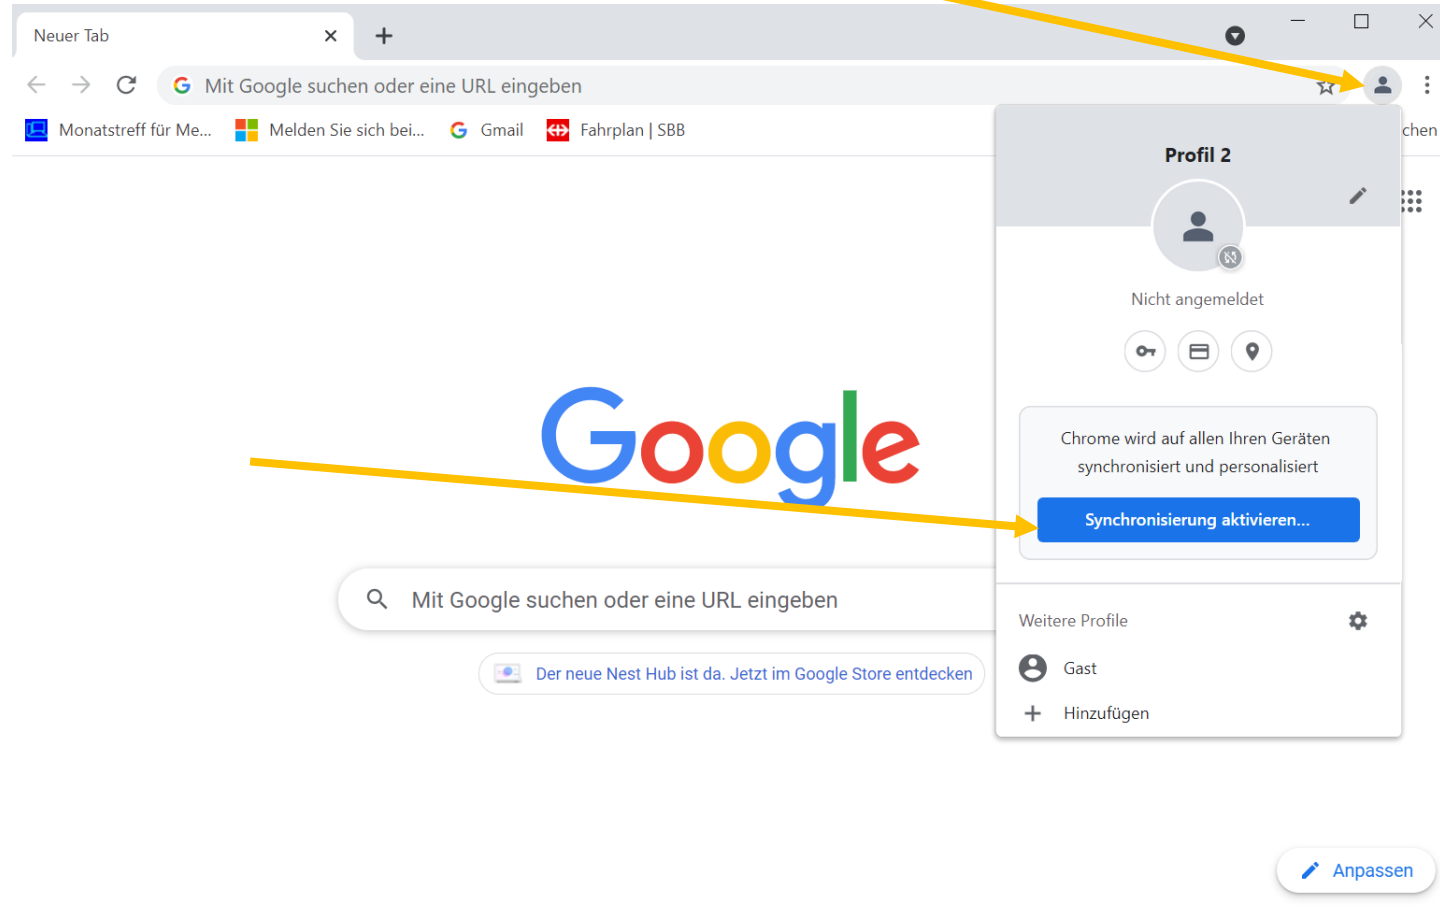 Neuer Tab
Mit Google suchen oder eine URL eingeben
Monatstreff für Me... Melden Sie sich bei... Gmail Fahrplan | SBB chen
Profil 2
Nicht angemeldet
Google
Chrome wird auf allen Ihren Geräten
synchronisiert und personalisiert
Synchronisierung aktivieren...
Mit Google suchen oder eine URL eingeben
Der neue Nest Hub ist da. Jetzt im Google Store entdecken
Weitere Profile
Gast
Hinzufügen
Anpassen